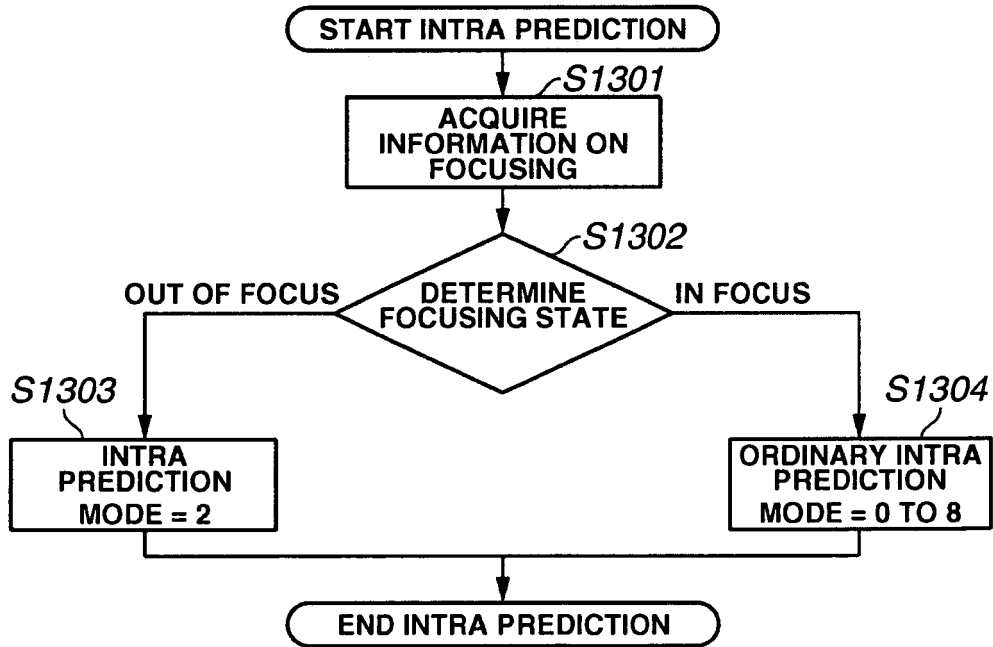 START INTRA PREDICTION
S1301
ACQUIRE
INFORMATION ON
FOCUSING
S1302
OUT OF FOCUS
DETERMINE
FOCUSING STATE
IN FOCUS
S1303
INTRA
PREDICTION
MODE = 2
S1304
ORDINARY INTRA
PREDICTION
MODE = 0 TO 8
END INTRA PREDICTION